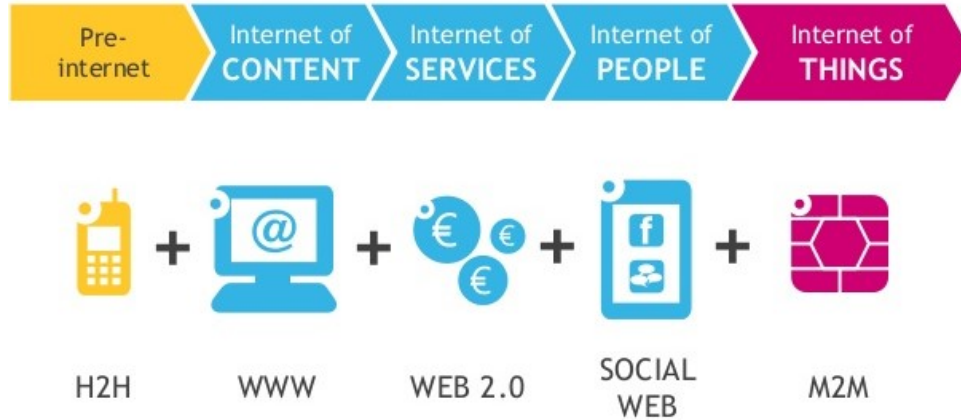 Pre-
internet
Internet of
CONTENT
Internet of
SERVICES
Internet of
PEOPLE
Internet of
THINGS
@
€
€
€
f
H2H
WWW
WEB 2.0
SOCIAL
WEB
M2M